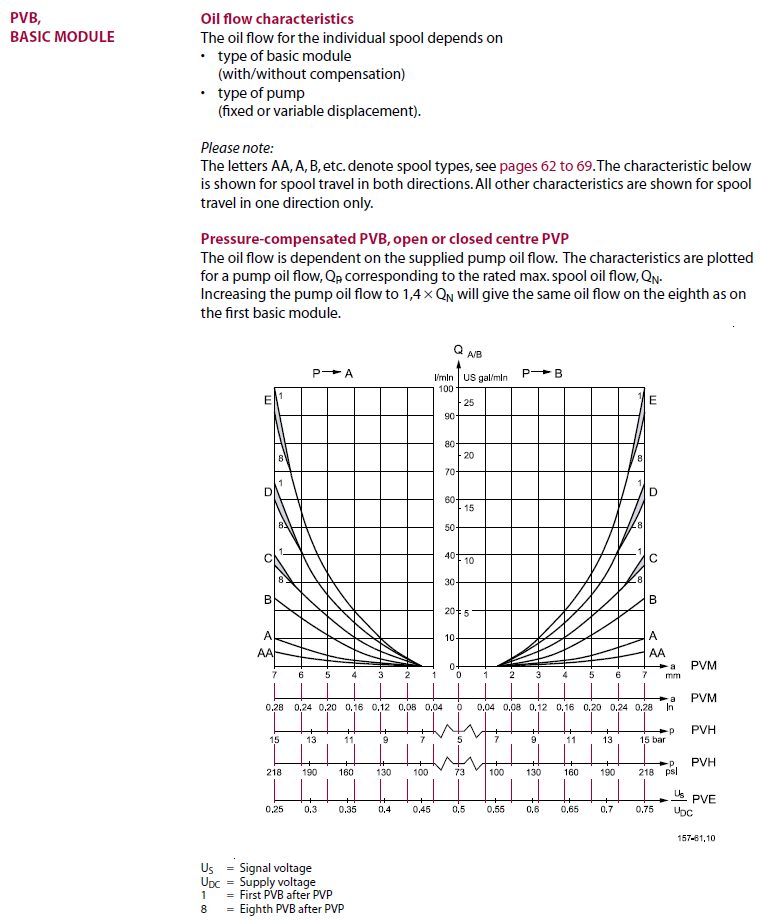 PVB,
BASIC MODULE
Oil flow characteristics
The oil flow for the individual spool depends on
• type of basic module
(with/without compensation)
• type of pump
(fixed or variable displacement).
Please note:
The letters AA, A, B, etc. denote spool types, see pages 62 to 69. The characteristic below
is shown for spool travel in both directions. All other characteristics are shown for spool
travel in one direction only.
Pressure-compensated PVB, open or closed centre PVP
The oil flow is dependent on the supplied pump oil flow. The characteristics are plotted
for a pump oil flow, QP corresponding to the rated max. spool oil flow, QN.
Increasing the pump oil flow to 1,4 × QN will give the same oil flow on the eighth as on
the first basic module.
Q A/B
P→A l/min US gal/min P→B
100
E 1 25 1 E
90
80
8 20 8
70
D 1 1 D
60
15
8 50 8
C 1 40 10 1 C
8 30 8
B 20 5 B
A 10 A
AA AA
0 a PVM
7 6 5 4 3 2 1 0 1 2 3 4 5 6 7 mm
a PVM
0,28 0,24 0,20 0,16 0,12 0,08 0,04 0 0,04 0,08 0,12 0,16 0,20 0,24 0,28 in
p PVH
15 13 11 9 7 5 7 9 11 13 15 bar
p PVH
218 190 160 130 100 73 100 130 160 190 218 psi
US
UDC PVE
0,25 0,3 0,35 0,4 0,45 0,5 0,55 0,6 0,65 0,7 0,75
157-61,10
US = Signal voltage
UDC = Supply voltage
1 = First PVB after PVP
8 = Eighth PVB after PVP